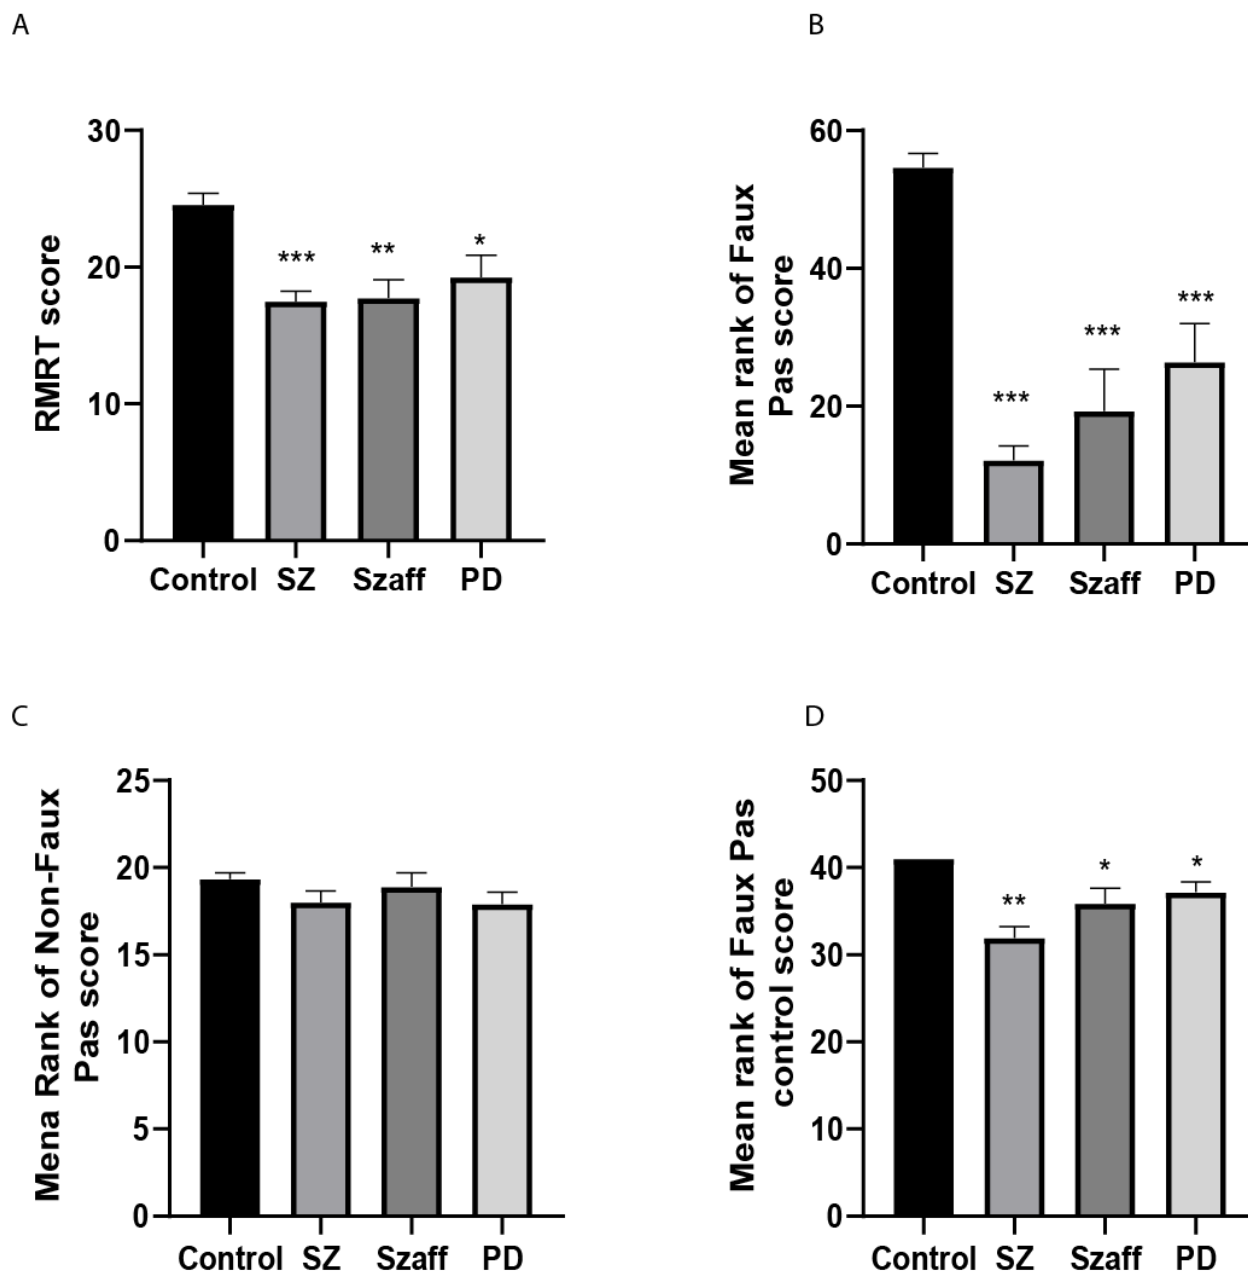 A
RMRT score
30
20
10
0
***
**
*
Control SZ Szaff PD
B
Mean rank of Faux
Pas score
60
40
20
0
***
***
***
Control SZ Szaff PD
C
Mena Rank of Non-Faux
Pas score
25
20
15
10
5
0
Control SZ Szaff PD
D
Mean rank of Faux Pas
control score
50
40
30
20
10
0
**
*
*
Control SZ Szaff PD